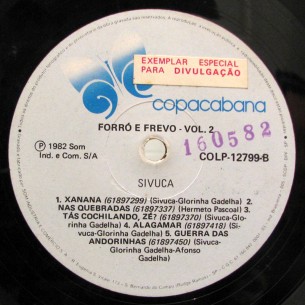 EXEMPLAR ESPECIAL
PARA DIVULGAÇÃO
copacabana
FORRÓ E FREVO - VOL. 2
160582
℗ 1982 Som
Ind. e Com. S/A
COLP-12799-B
SIVUCA
1. XANANA (61897299) (Sivuca-Glorinha Gadelha) 2.
NAS QUEBRADAS (61897337) (Hermeto Pascoal) 3.
TÁS COCHILANDO, ZÉ? (61897370) (Sivuca-Glo-
rinha Gadelha) 4. ALAGAMAR (61897418) (Si-
vuca-Glorinha Gadelha) 5. GUERRA DAS
ANDORINHAS (61897450) (Sivuca-
Glorinha Gadelha-Afonso
Gadelha)